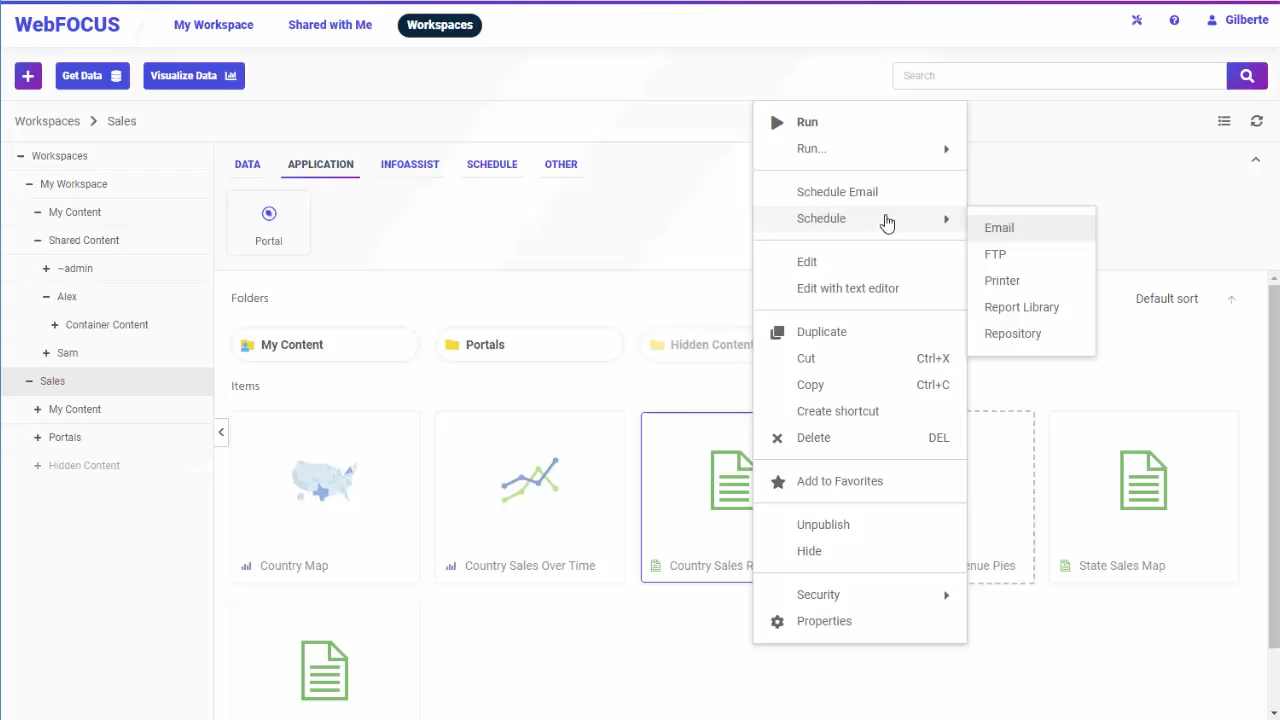 WebFOCUS
My Workspace
Shared with Me
Workspaces
Gilberte
Get Data
Visualize Data
Search
Workspaces
Sales
Workspaces
My Workspace
My Content
Shared Content
~admin
Alex
Container Content
Sam
Sales
My Content
Portals
Hidden Content
DATA
APPLICATION
INFOASSIST
SCHEDULE
OTHER
Portal
Folders
Default sort
My Content
Portals
Hidden Content
Items
Country Map
Country Sales Over Time
Country Sales R
enue Pies
State Sales Map
Run
Run...
Schedule Email
Schedule
Edit
Edit with text editor
Duplicate
Cut Ctrl+X
Copy Ctrl+C
Create shortcut
Delete DEL
Add to Favorites
Unpublish
Hide
Security
Properties
Email
FTP
Printer
Report Library
Repository